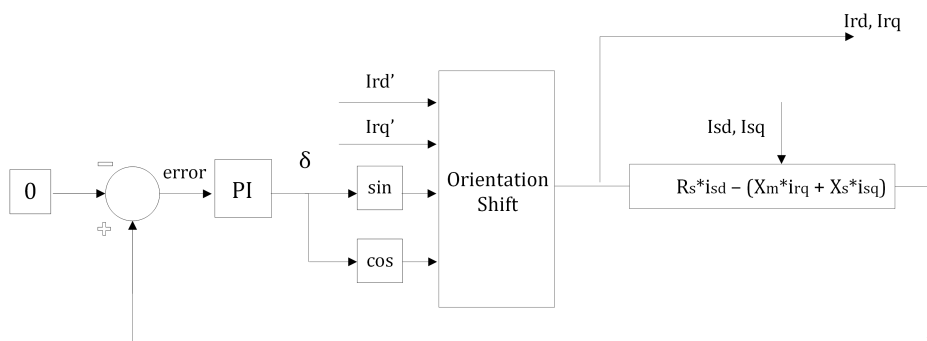 Ird, Irq
Ird’
Irq’
Isd, Isq
δ
−
error
0
PI
sin
Orientation
Shift
Rs*isd – (Xm*irq + Xs*isq)
+
cos